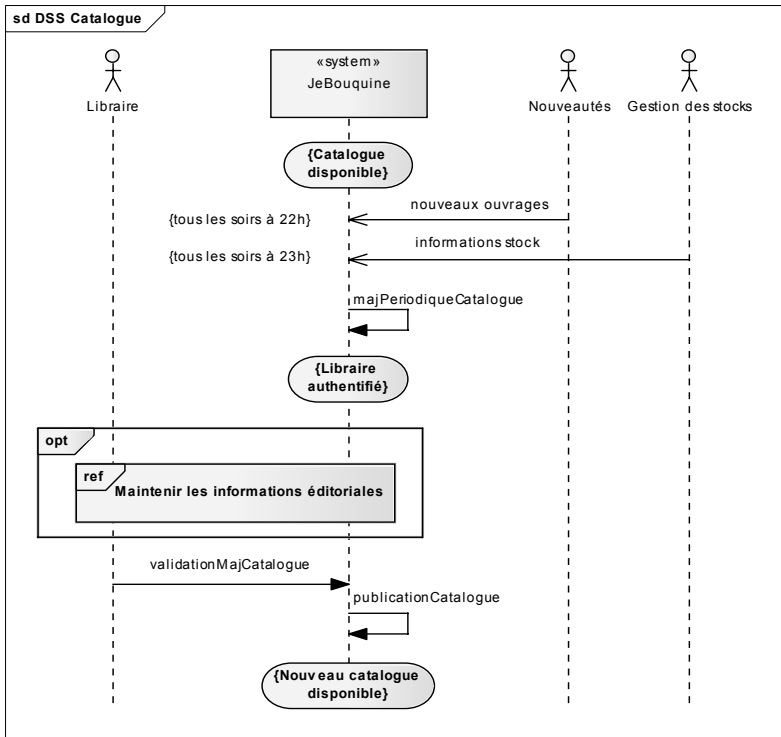 sd DSS Catalogue
«system»
JeBouquine
Libraire
Nouveautés
Gestion des stocks
{Catalogue
disponible}
nouveaux ouvrages
{tous les soirs à 22h}
informations stock
{tous les soirs à 23h}
majPeriodiqueCatalogue
{Libraire
authentifié}
opt
ref
Maintenir les informations éditoriales
validationMajCatalogue
publicationCatalogue
{Nouveau catalogue
disponible}